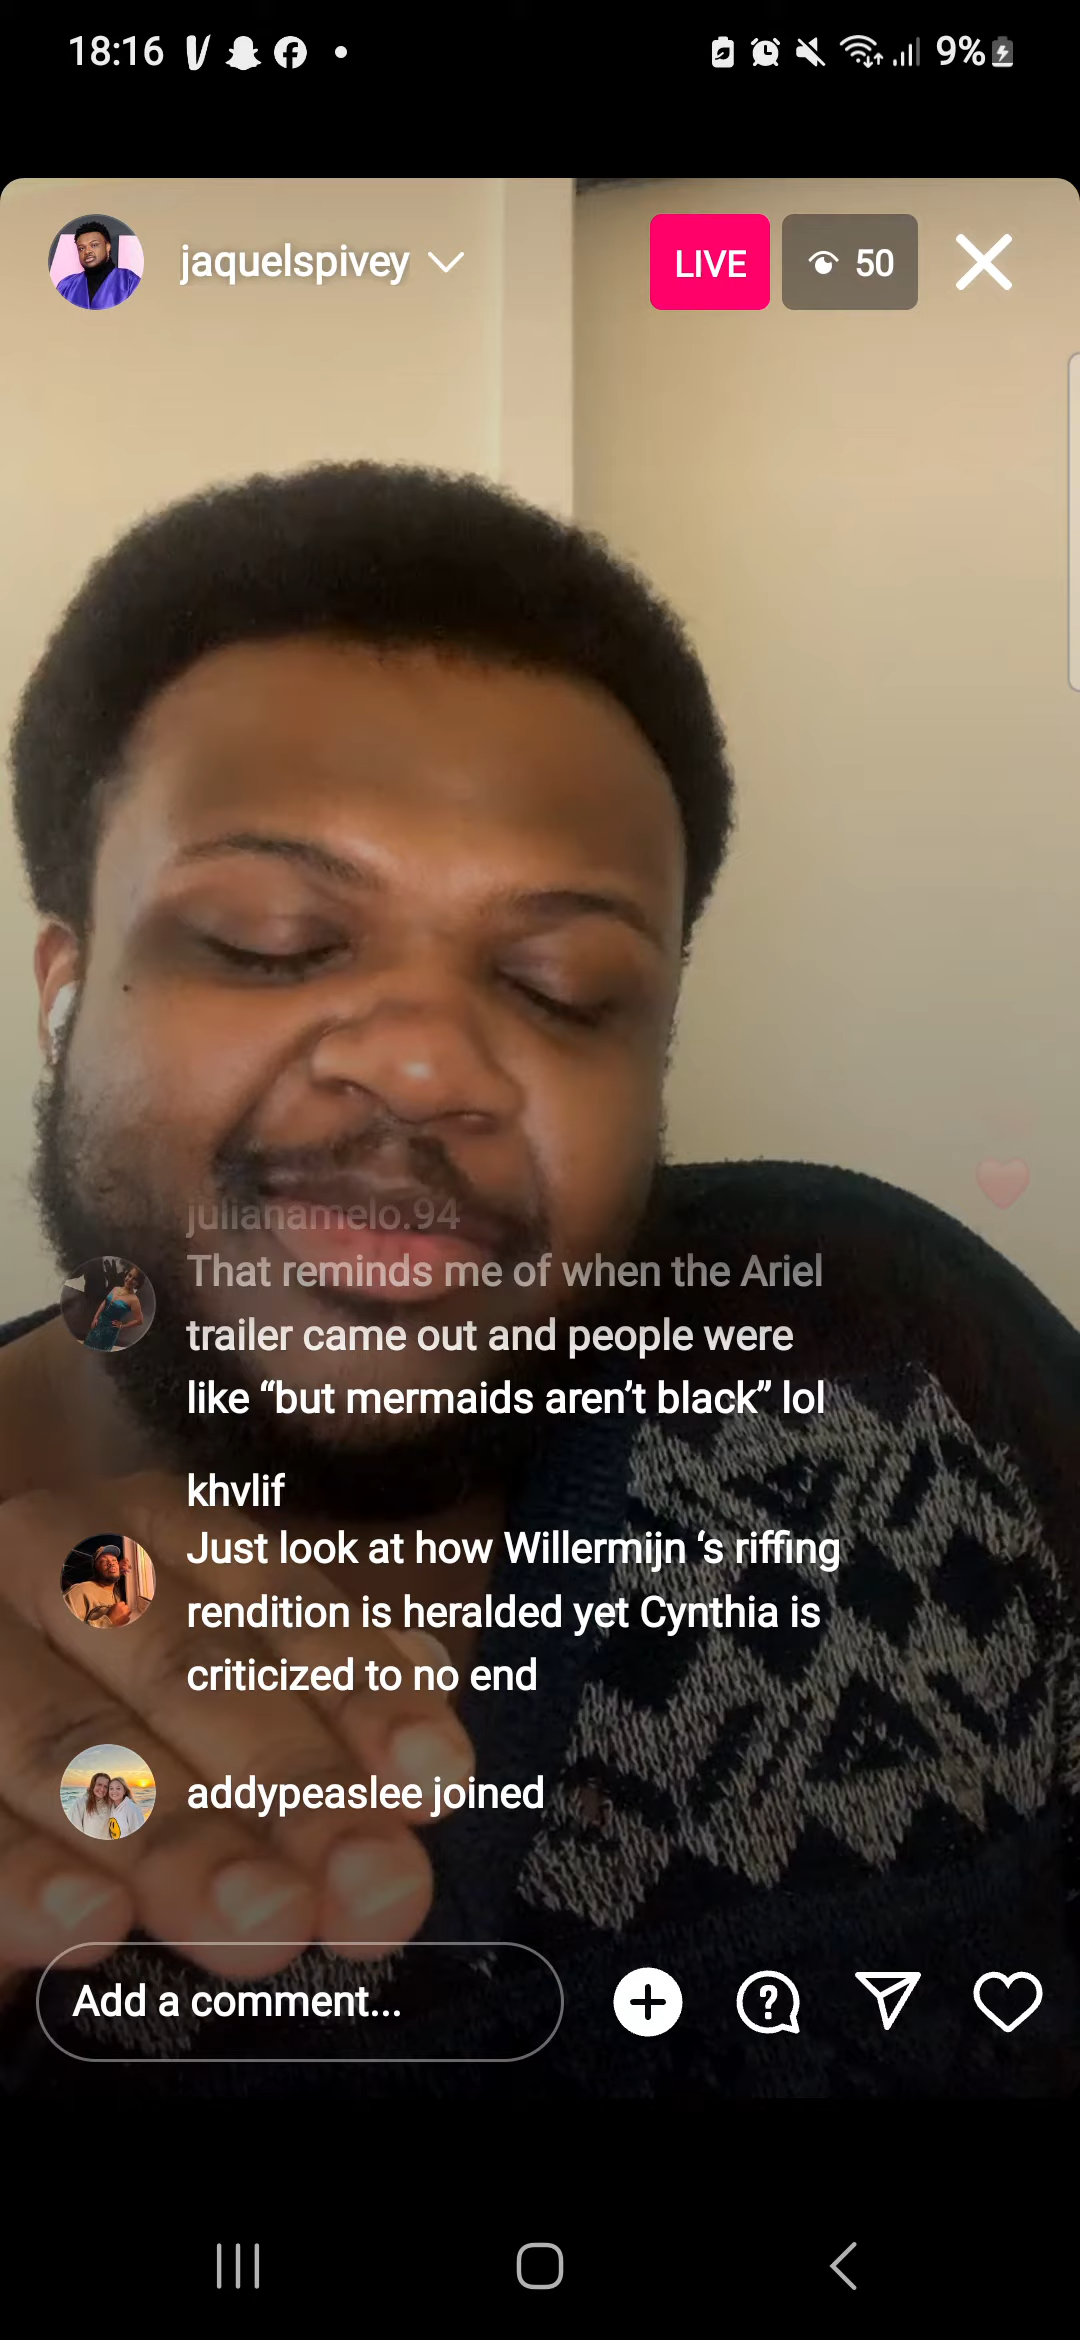 18:16
9%
jaquelspivey
LIVE
50
julianamelo.94
That reminds me of when the Ariel
trailer came out and people were
like “but mermaids aren’t black” lol
khvlif
Just look at how Willermijn ‘s riffing
rendition is heralded yet Cynthia is
criticized to no end
addypeaslee joined
Add a comment...